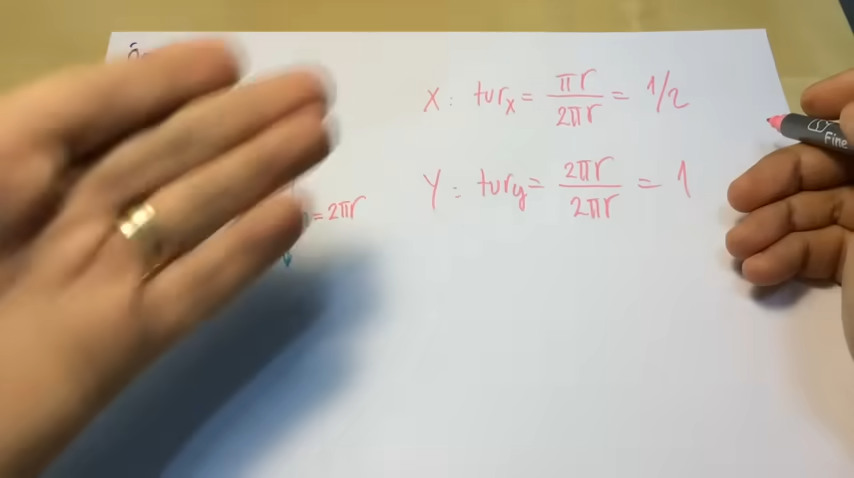 X: tur_x = πr / 2πr = 1/2
= 2πr
Y: tur_y = 2πr / 2πr = 1
Fine